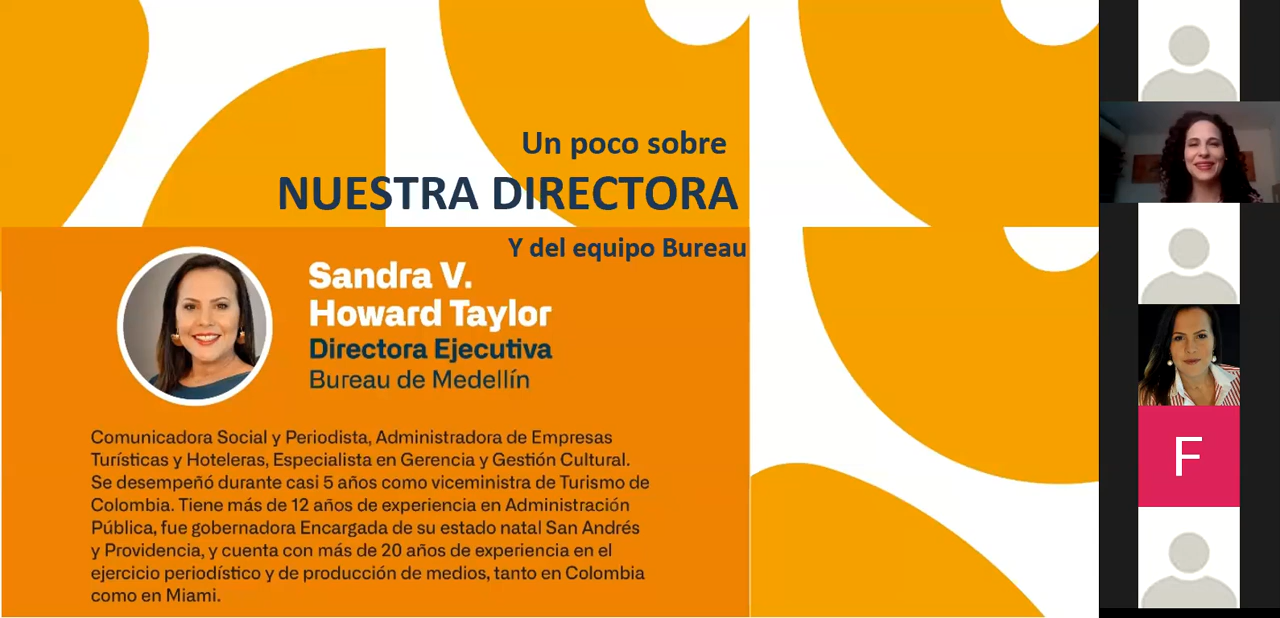 Un poco sobre
NUESTRA DIRECTORA
Y del equipo Bureau
Sandra V.
Howard Taylor
Directora Ejecutiva
Bureau de Medellín
Comunicadora Social y Periodista, Administradora de Empresas
Turísticas y Hoteleras, Especialista en Gerencia y Gestión Cultural.
Se desempeñó durante casi 5 años como viceministra de Turismo de
Colombia. Tiene más de 12 años de experiencia en Administración
Pública, fue gobernadora Encargada de su estado natal San Andrés
y Providencia, y cuenta con más de 20 años de experiencia en el
ejercicio periodístico y de producción de medios, tanto en Colombia
como en Miami.
F